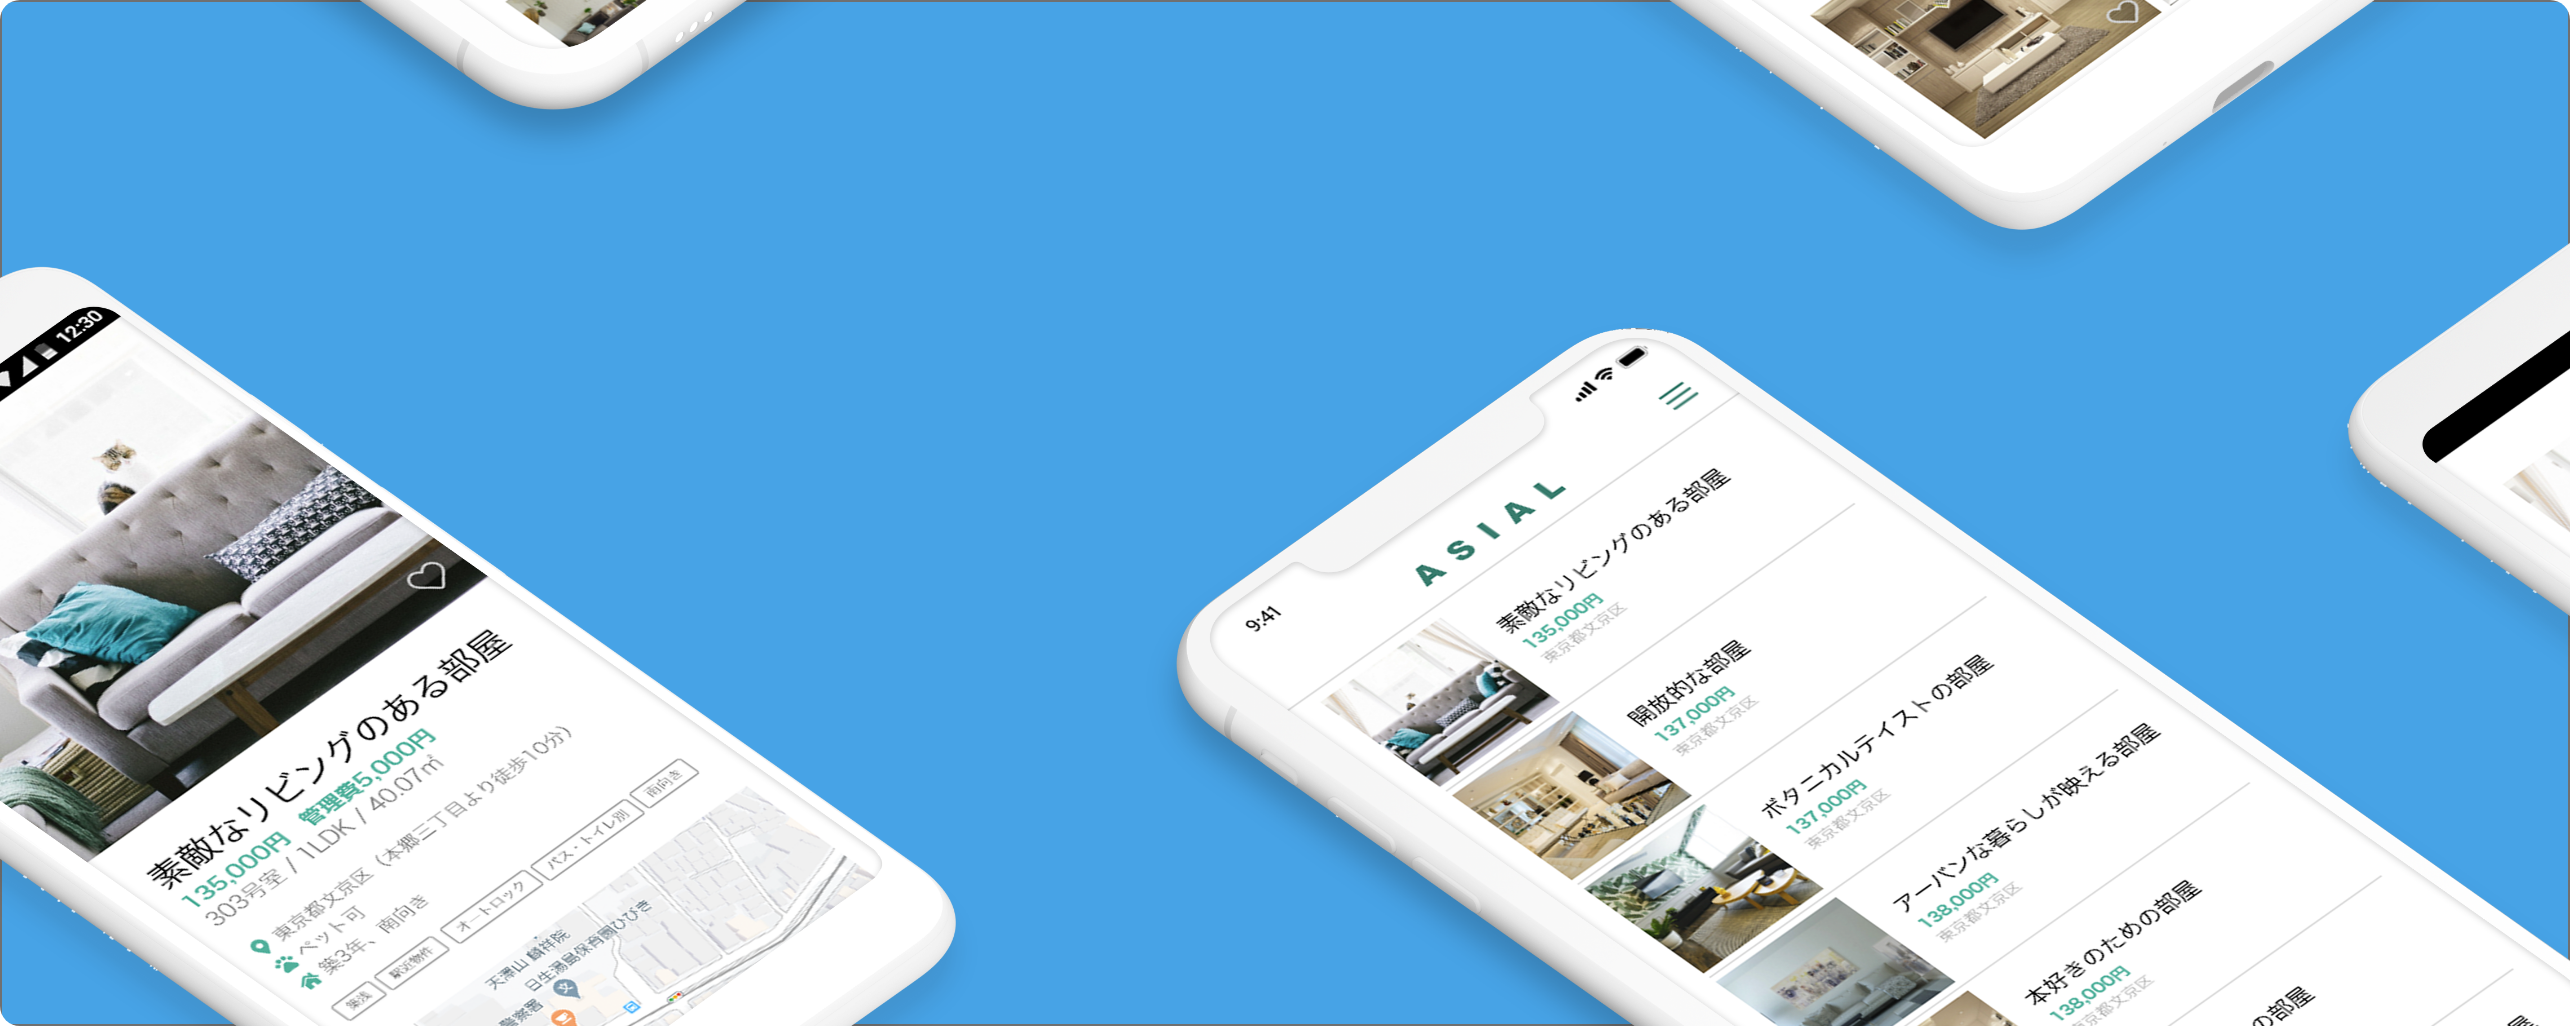 12:30
素敵なリビングのある部屋
135,000円 管理費5,000円
303号室 / 1LDK / 40.07㎡
東京都文京区（本郷三丁目より徒歩10分）
ペット可
築3年、南向き
築浅
駅近物件
オートロック
バス・トイレ別
南向き
天澤山 麟祥院
日生湯島保育園ひびき
警察署
文
9:41
ASIAL
素敵なリビングのある部屋
135,000円
東京都文京区
開放的な部屋
137,000円
東京都文京区
ボタニカルテイストの部屋
137,000円
東京都文京区
アーバンな暮らしが映える部屋
138,000円
東京都文京区
本好きのための部屋
138,000円
東京都文京区
の部屋
屋